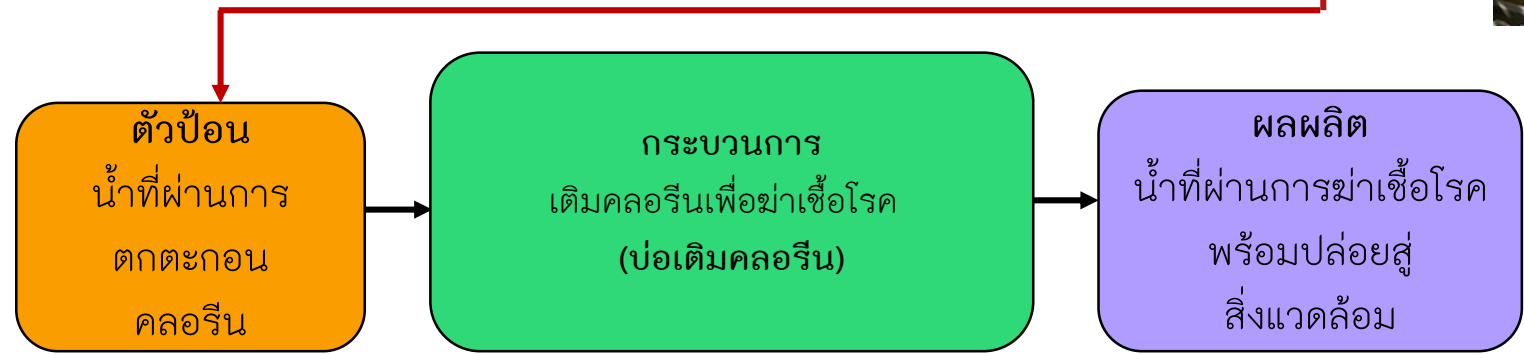 ตัวป้อน
น้ำที่ผ่านการ
ตกตะกอน
คลอรีน
กระบวนการ
เติมคลอรีนเพื่อฆ่าเชื้อโรค
(บ่อเติมคลอรีน)
ผลผลิต
น้ำที่ผ่านการฆ่าเชื้อโรค
พร้อมปล่อยสู่
สิ่งแวดล้อม